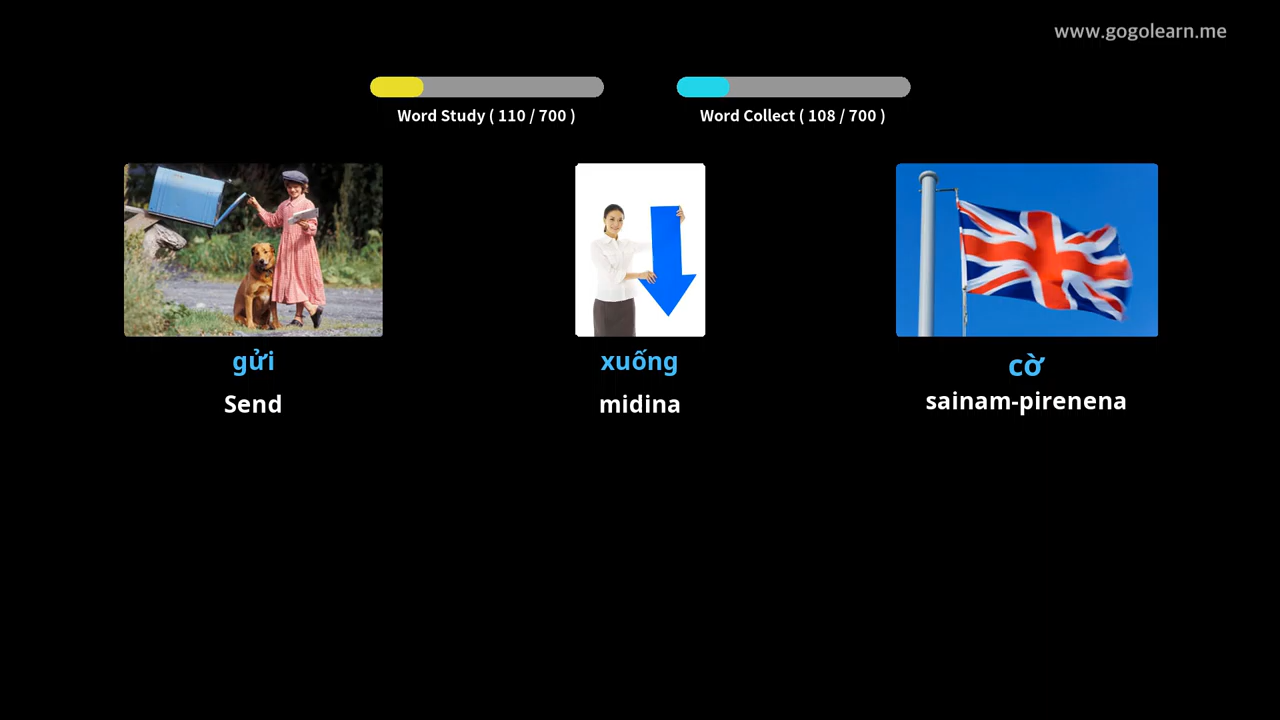 www.gogolearn.me
Word Study ( 110 / 700 )
Word Collect ( 108 / 700 )
gửi
xuống
cờ
Send
midina
sainam-pirenena